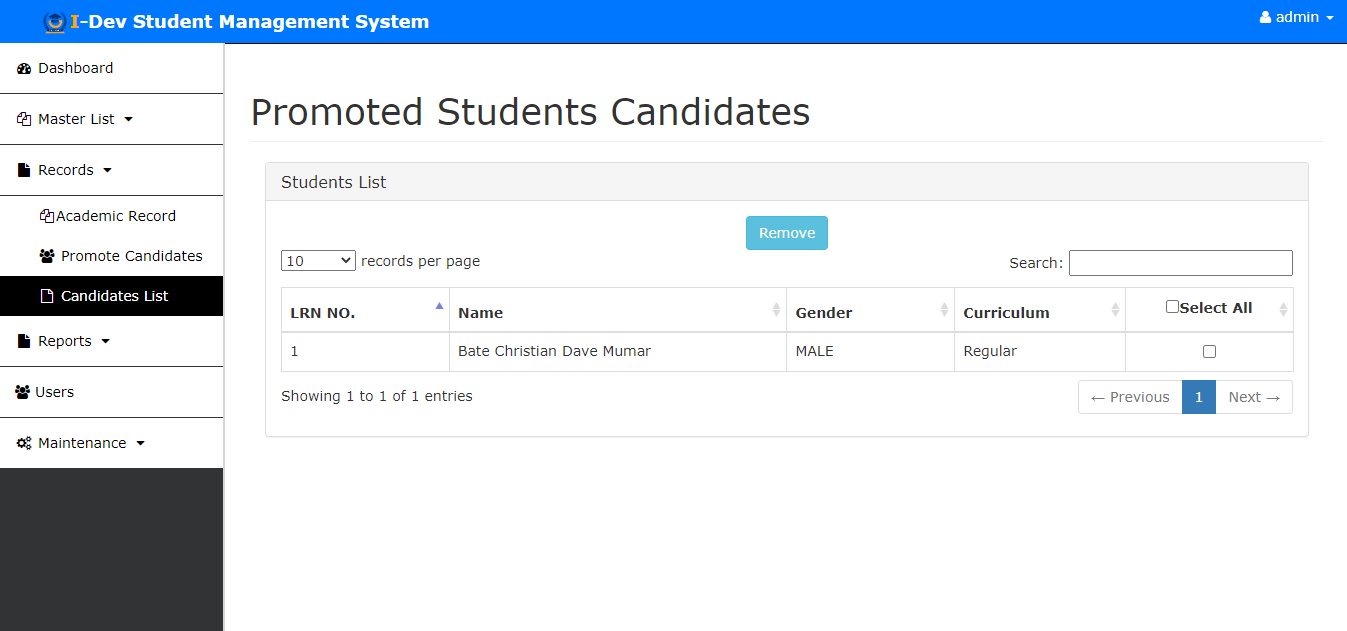 I-Dev Student Management System
admin
Dashboard
Master List
Records
Academic Record
Promote Candidates
Candidates List
Reports
Users
Maintenance
Promoted Students Candidates
Students List
Remove
10 records per page
Search:
LRN NO. Name Gender Curriculum Select All
1 Bate Christian Dave Mumar MALE Regular
Showing 1 to 1 of 1 entries
← Previous 1 Next →